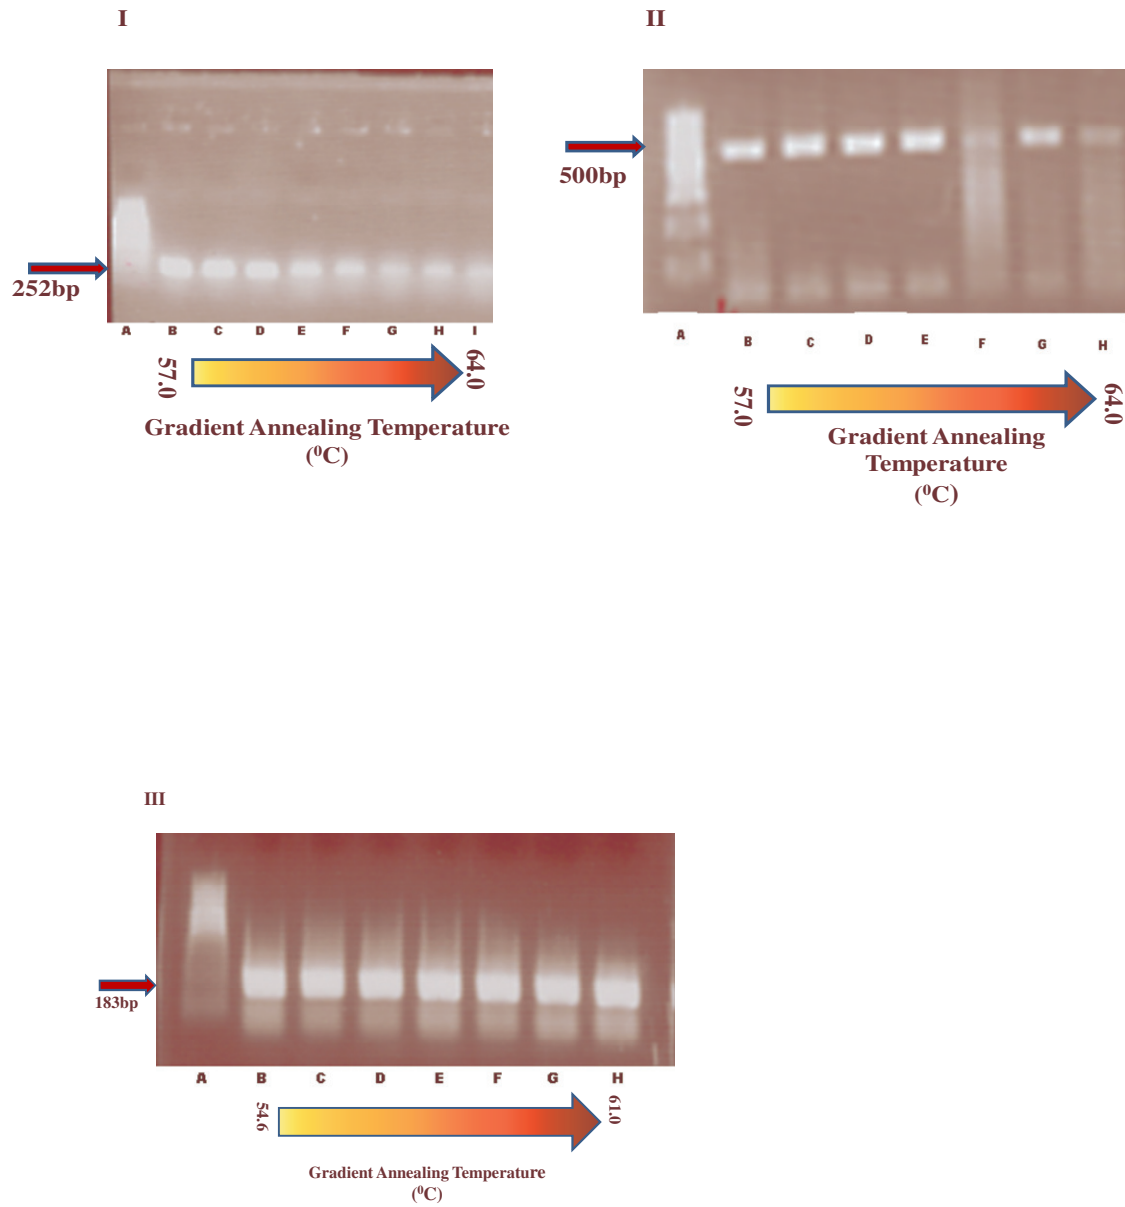 I
II
500bp
252bp
A B C D E F G H I
57.0
64.0
Gradient Annealing Temperature
(⁰C)
A B C D E F G H
57.0
64.0
Gradient Annealing
Temperature
(⁰C)
III
183bp
A B C D E F G H
54.6
61.0
Gradient Annealing Temperature
(⁰C)